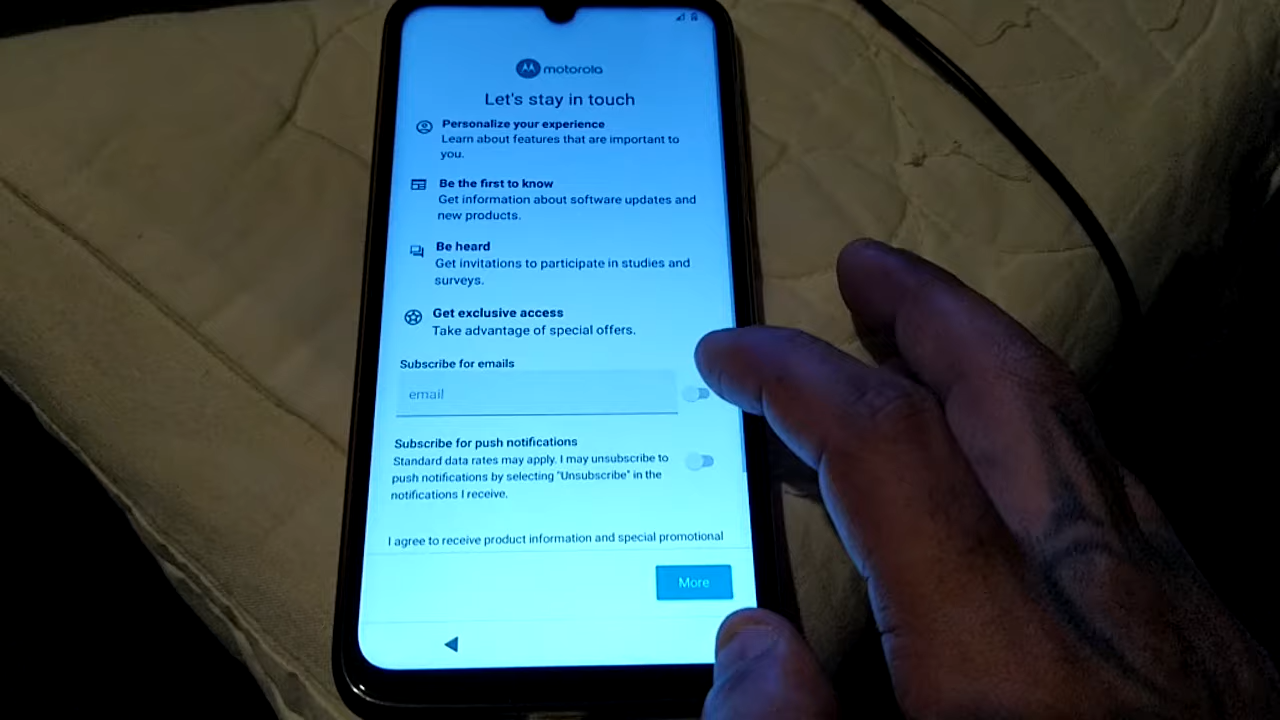 motorola
Let's stay in touch
Personalize your experience
Learn about features that are important to
you.
Be the first to know
Get information about software updates and
new products.
Be heard
Get invitations to participate in studies and
surveys.
Get exclusive access
Take advantage of special offers.
Subscribe for emails
email
Subscribe for push notifications
Standard data rates may apply. I may unsubscribe to
push notifications by selecting "Unsubscribe" in the
notifications I receive.
I agree to receive product information and special promotional
More